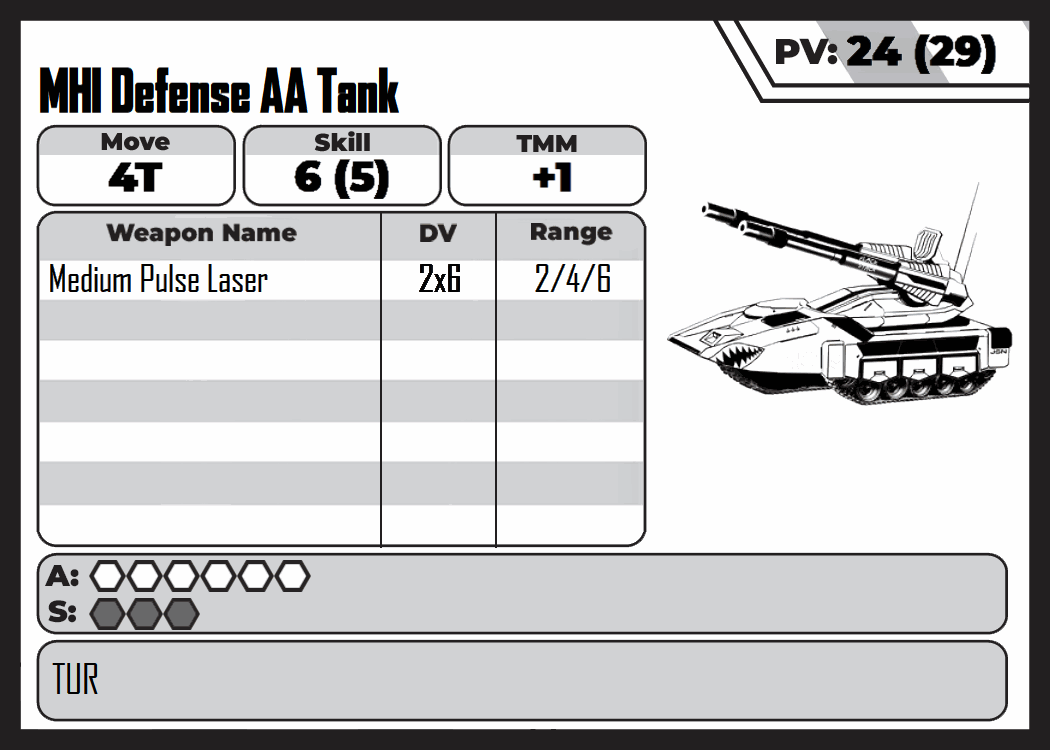 PV: 24 (29)
MHI Defense AA Tank
Move Skill TMM
4T 6 (5) +1
Weapon Name DV Range
Medium Pulse Laser 2x6 2/4/6
JSN
A:
S:
TUR